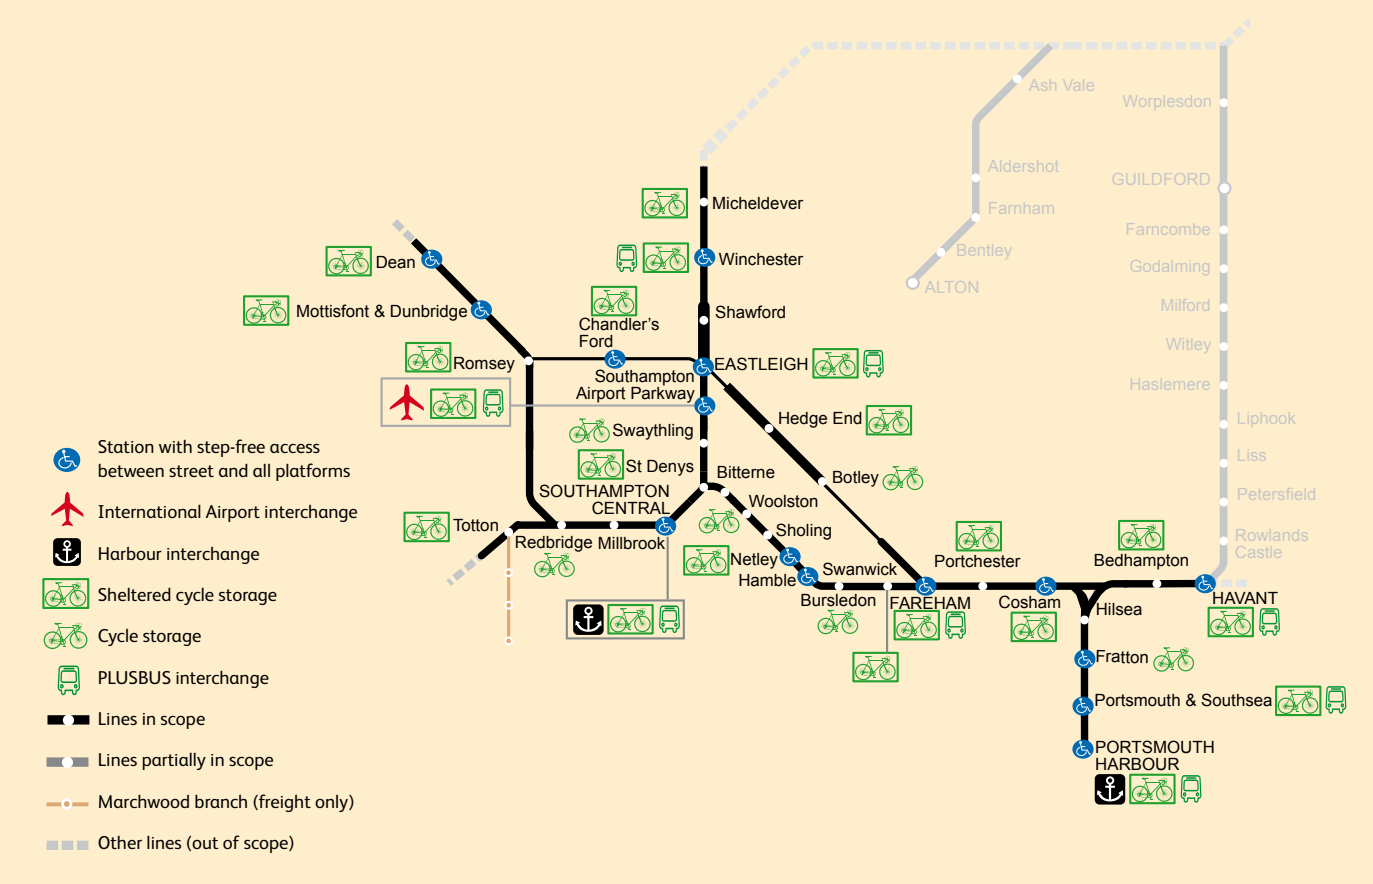 Ash Vale
Worplesdon
Aldershot
GUILDFORD
Micheldever
Farnham
Farncombe
Bentley
Winchester
Dean
Godalming
ALTON
Mottisfont & Dunbridge
Shawford
Milford
Chandler's
Ford
Witley
Romsey
EASTLEIGH
Southampton
Airport Parkway
Haslemere
Hedge End
Liphook
Swaythling
Station with step-free access
between street and all platforms
Liss
St Denys
Bitterne
Botley
SOUTHAMPTON
CENTRAL
Woolston
Petersfield
International Airport interchange
Totton
Sholing
Redbridge
Millbrook
Rowlands
Castle
Harbour interchange
Netley
Swanwick
Portchester
Bedhampton
Hamble
Sheltered cycle storage
Bursledon
FAREHAM
Cosham
Hilsea
HAVANT
Cycle storage
Fratton
PLUSBUS interchange
Portsmouth & Southsea
Lines in scope
PORTSMOUTH
HARBOUR
Lines partially in scope
Marchwood branch (freight only)
Other lines (out of scope)